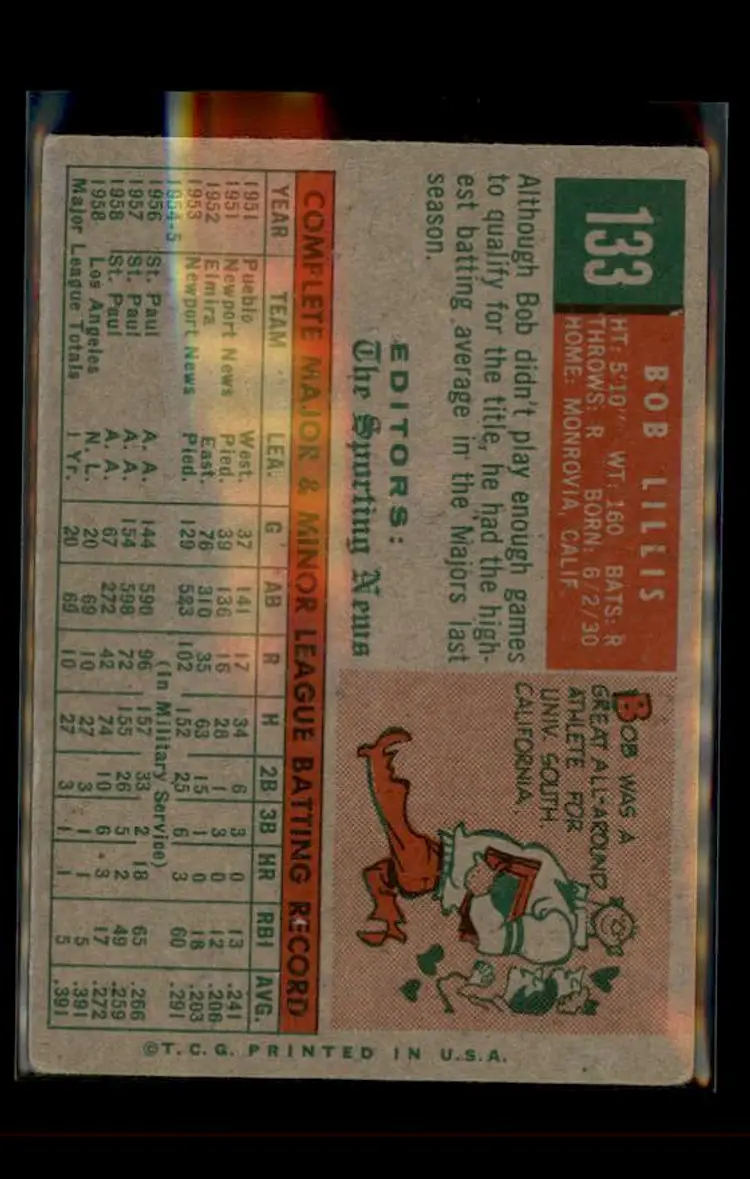 133
BOB LILLIS
HT: 5'10" WT: 160 BATS: R
THROWS: R BORN: 6/2/30
HOME: MONROVIA, CALIF.
Although Bob didn't play enough games
to qualify for the title, he had the high-
est batting average in the Majors last
season.
EDITORS:
The Sporting News
BOB WAS A
GREAT ALL-AROUND
ATHLETE FOR
UNIV. SOUTH.
CALIFORNIA.
COMPLETE MAJOR & MINOR LEAGUE BATTING RECORD
YEAR TEAM LEA. G AB R H 2B 3B HR RBI AVG.
1951 Pueblo West. 37 141 17 34 6 3 0 13 .241
1951 Newport News Pied. 39 136 16 28 1 3 0 12 .206
1952 Elmira East. 76 310 35 63 15 1 0 18 .203
1953 Newport News Pied. 129 523 102 152 25 6 3 60 .291
1954-5 (In Military Service)
1956 St. Paul A. A. 144 590 96 157 33 2 18 65 .266
1957 St. Paul A. A. 154 598 72 155 26 5 2 49 .259
1958 St. Paul A. A. 67 272 42 74 10 6 3 17 .272
1958 Los Angeles N. L. 20 69 10 27 3 1 1 5 .391
Major League Totals 1 Yr. 20 69 10 27 3 1 1 5 .391
©T.C.G. PRINTED IN U.S.A.